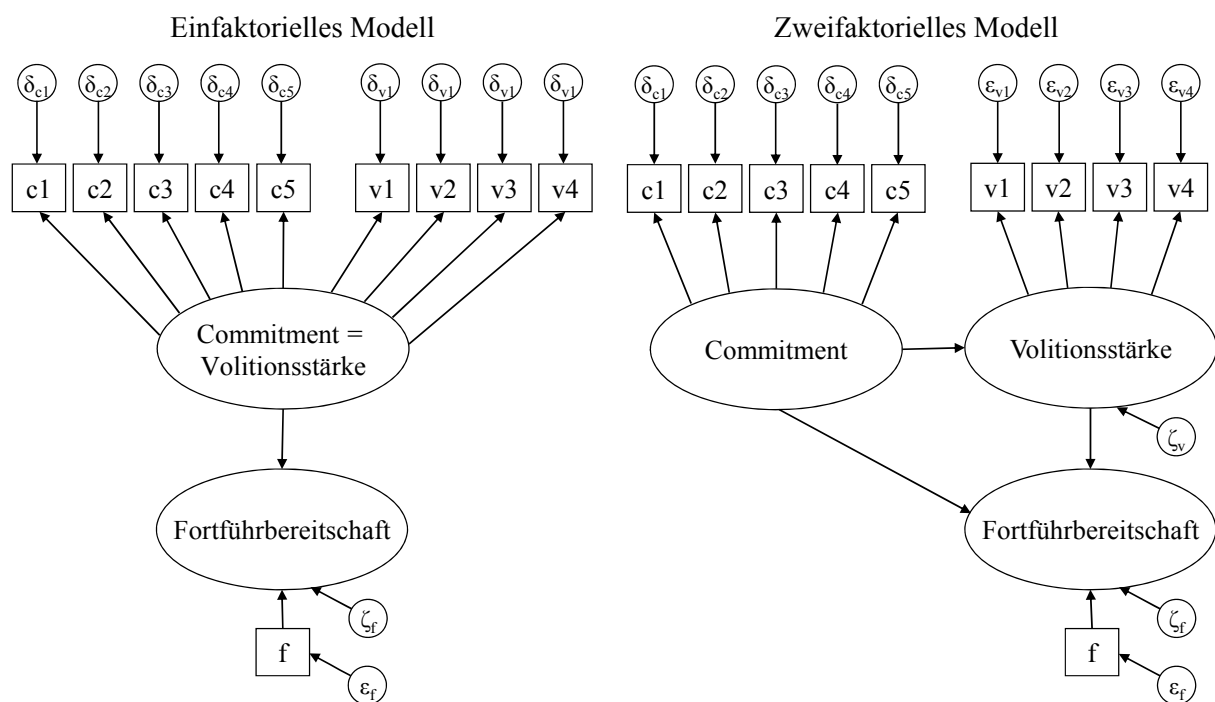 Einfaktorielles Modell
δc1 δc2 δc3 δc4 δc5 δv1 δv1 δv1 δv1
c1 c2 c3 c4 c5 v1 v2 v3 v4
Commitment =
Volitionsstärke
Fortführbereitschaft
ζf
f
εf
Zweifaktorielles Modell
δc1 δc2 δc3 δc4 δc5 εv1 εv2 εv3 εv4
c1 c2 c3 c4 c5 v1 v2 v3 v4
Commitment
Volitionsstärke
ζv
Fortführbereitschaft
ζf
f
εf